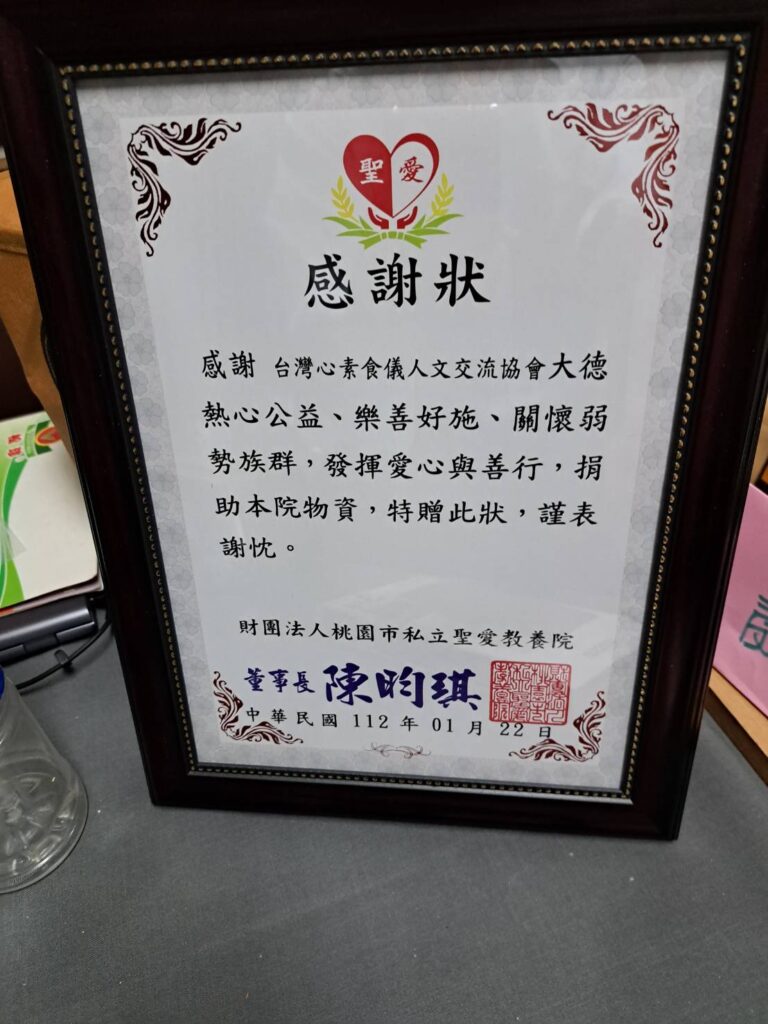 聖愛
感謝狀
感謝 台灣心素食儀人文交流協會大德
熱心公益、樂善好施、關懷弱
勢族群，發揮愛心與善行，捐
助本院物資，特贈此狀，謹表
謝忱。
財團法人桃園市私立聖愛教養院
董事長 陳昀琪
中華民國 112 年 01 月 22 日